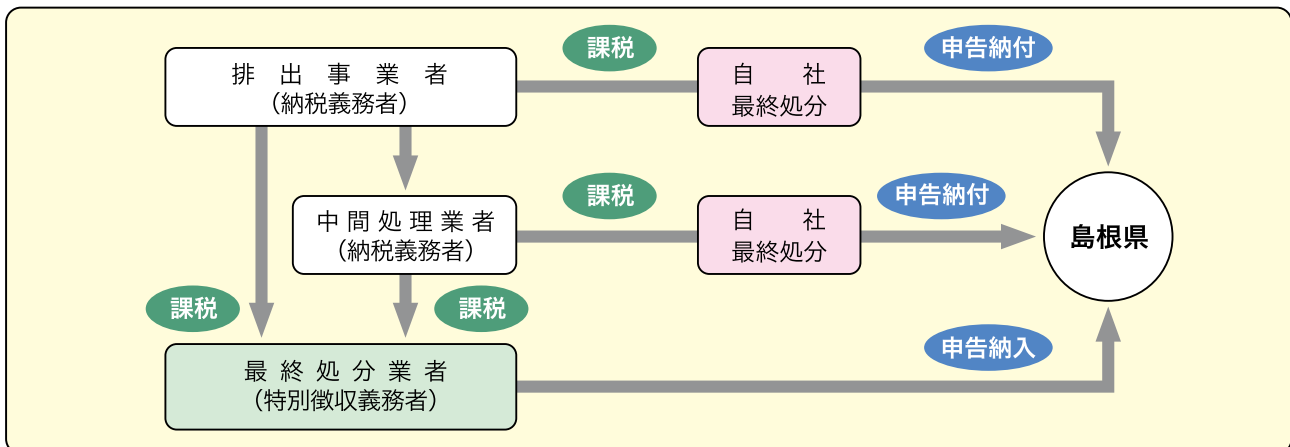 排出事業者
（納税義務者）
課税
自社
最終処分
申告納付
中間処理業者
（納税義務者）
課税
自社
最終処分
申告納付
島根県
課税
課税
最終処分業者
（特別徴収義務者）
申告納入